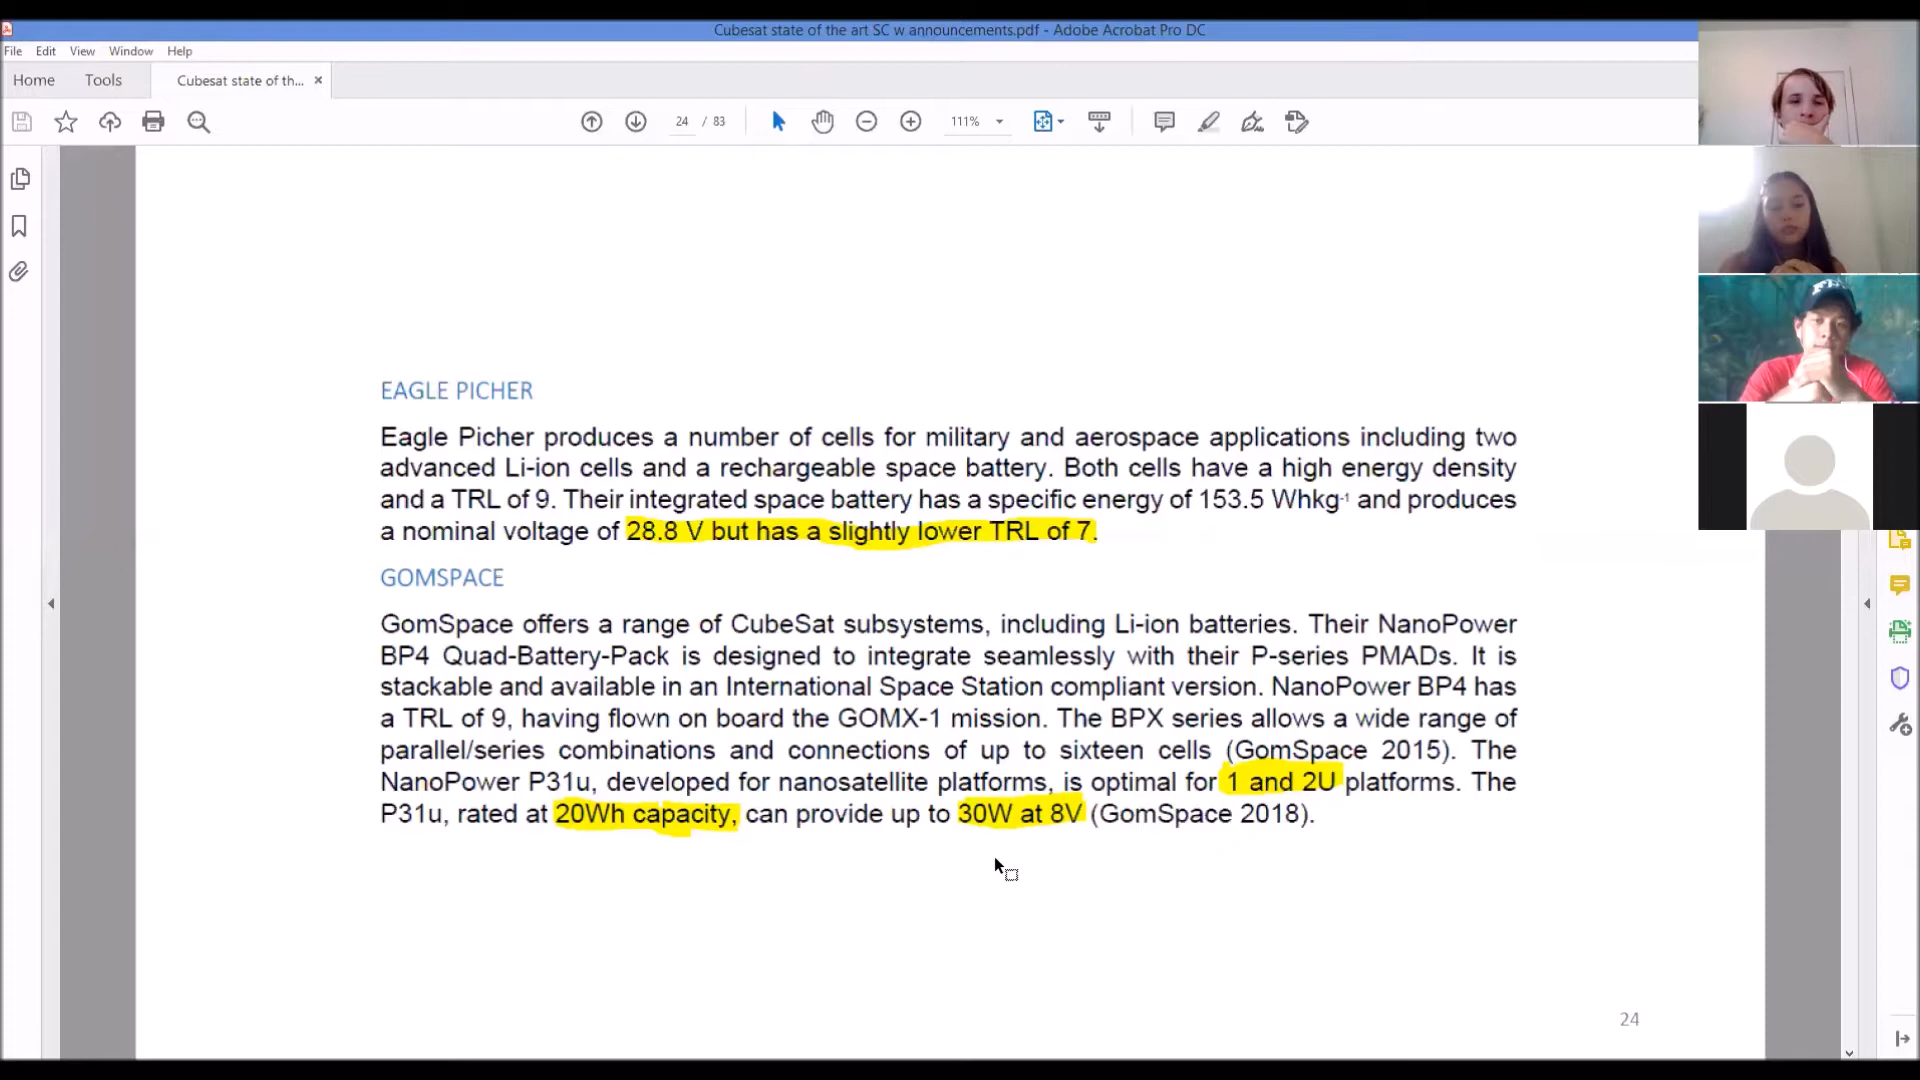 Cubesat state of the art SC w announcements.pdf - Adobe Acrobat Pro DC
File Edit View Window Help
Home Tools Cubesat state of th... ×
24 / 83 111%
EAGLE PICHER
Eagle Picher produces a number of cells for military and aerospace applications including two
advanced Li-ion cells and a rechargeable space battery. Both cells have a high energy density
and a TRL of 9. Their integrated space battery has a specific energy of 153.5 Whkg-1 and produces
a nominal voltage of 28.8 V but has a slightly lower TRL of 7.
GOMSPACE
GomSpace offers a range of CubeSat subsystems, including Li-ion batteries. Their NanoPower
BP4 Quad-Battery-Pack is designed to integrate seamlessly with their P-series PMADs. It is
stackable and available in an International Space Station compliant version. NanoPower BP4 has
a TRL of 9, having flown on board the GOMX-1 mission. The BPX series allows a wide range of
parallel/series combinations and connections of up to sixteen cells (GomSpace 2015). The
NanoPower P31u, developed for nanosatellite platforms, is optimal for 1 and 2U platforms. The
P31u, rated at 20Wh capacity, can provide up to 30W at 8V (GomSpace 2018).
24